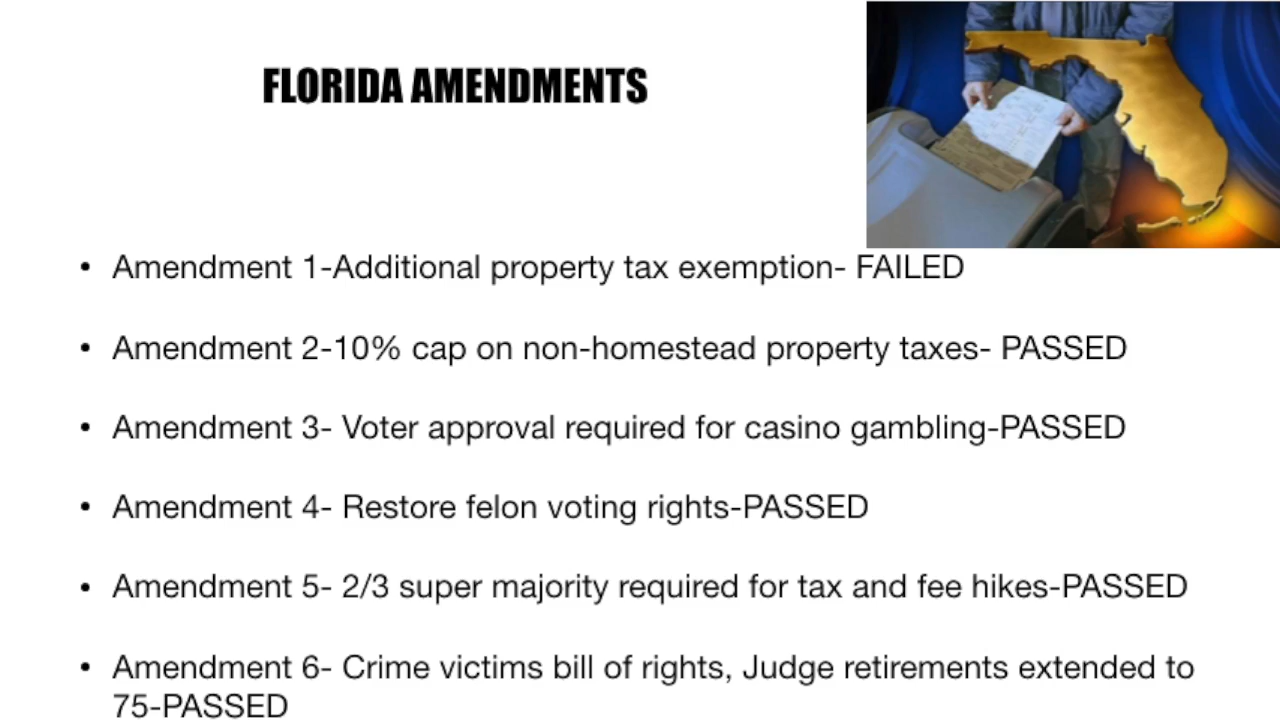 FLORIDA AMENDMENTS
• Amendment 1-Additional property tax exemption- FAILED
• Amendment 2-10% cap on non-homestead property taxes- PASSED
• Amendment 3- Voter approval required for casino gambling-PASSED
• Amendment 4- Restore felon voting rights-PASSED
• Amendment 5- 2/3 super majority required for tax and fee hikes-PASSED
• Amendment 6- Crime victims bill of rights, Judge retirements extended to
75-PASSED